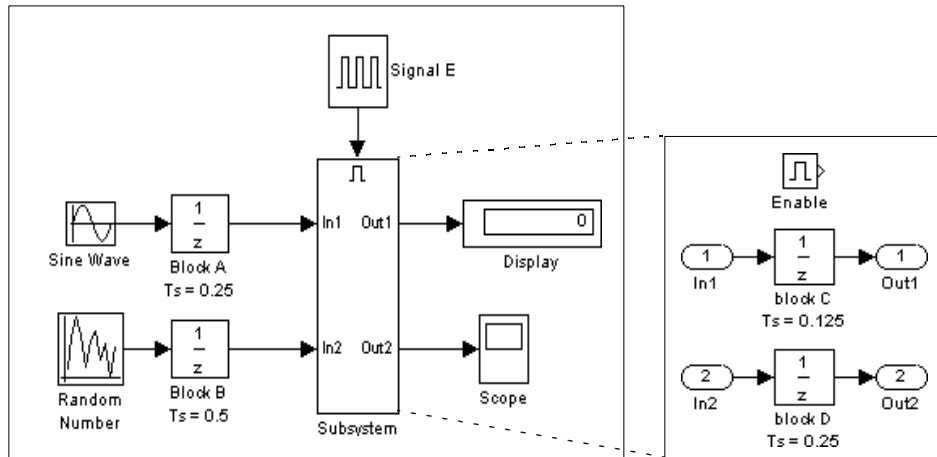 Signal E
Sine Wave
1
z
Block A
Ts = 0.25
In1
Out1
0
Display
Random
Number
1
z
Block B
Ts = 0.5
In2
Out2
Scope
Subsystem
Enable
1
In1
1
z
block C
Ts = 0.125
1
Out1
2
In2
1
z
block D
Ts = 0.25
2
Out2